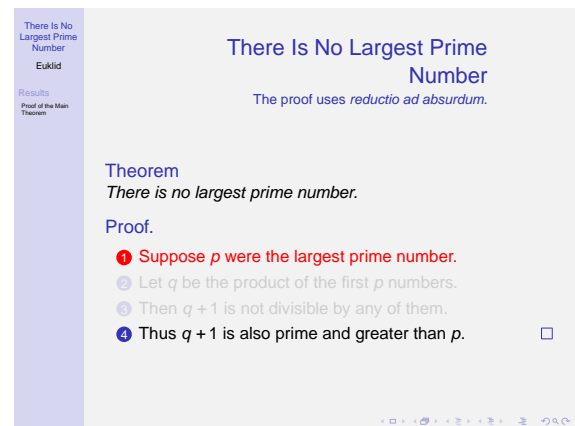 There Is No
Largest Prime
Number
Euklid
Results
Proof of the Main
Theorem
There Is No Largest Prime
Number
The proof uses reductio ad absurdum.
Theorem
There is no largest prime number.
Proof.
1 Suppose p were the largest prime number.
2 Let q be the product of the first p numbers.
3 Then q + 1 is not divisible by any of them.
4 Thus q + 1 is also prime and greater than p.